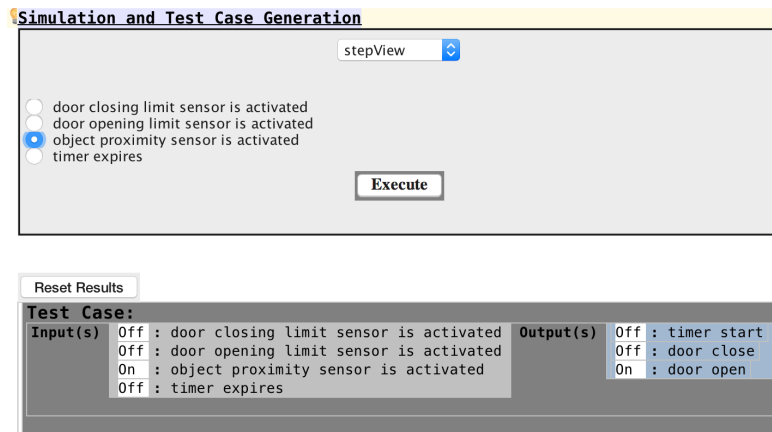 Simulation and Test Case Generation
stepView
door closing limit sensor is activated
door opening limit sensor is activated
object proximity sensor is activated
timer expires
Execute
Reset Results
Test Case:
Input(s) Off : door closing limit sensor is activated Output(s) Off : timer start
Off : door opening limit sensor is activated Off : door close
On : object proximity sensor is activated On : door open
Off : timer expires